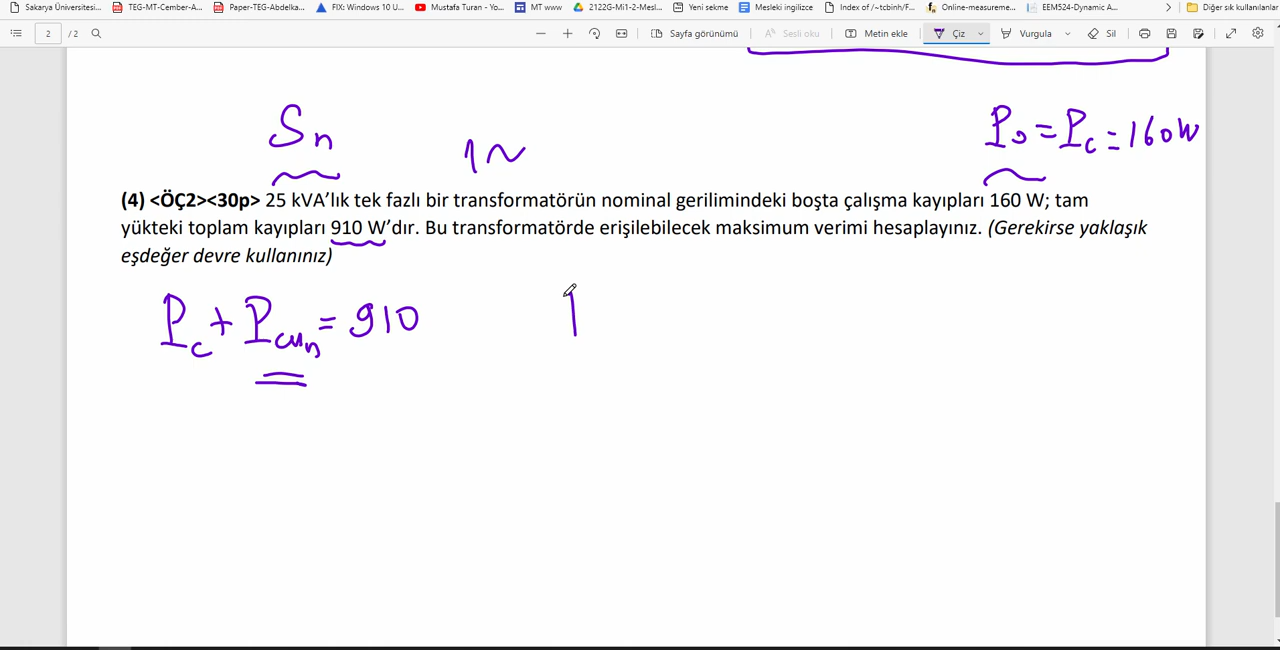 Sakarya Üniversitesi... TEG-MT-Cember-A... Paper-TEG-Abdelka... FIX: Windows 10 U... Mustafa Turan - Yo... MT www 2122G-Mi1-2-Mesl... Yeni sekme Mesleki ingilizce Index of /~tcbinh/F... Online-measureme... EEM524-Dynamic A... Diğer sık kullanılanlar
2 / 2 Sayfa görünümü Sesli oku Metin ekle Çiz Vurgula Sil
Sn
1~
P0 = Pc = 160W
(4) <ÖÇ2><30p> 25 kVA’lık tek fazlı bir transformatörün nominal gerilimindeki boşta çalışma kayıpları 160 W; tam
yükteki toplam kayıpları 910 W’dır. Bu transformatörde erişilebilecek maksimum verimi hesaplayınız. (Gerekirse yaklaşık
eşdeğer devre kullanınız)
Pc + Pcun = 910